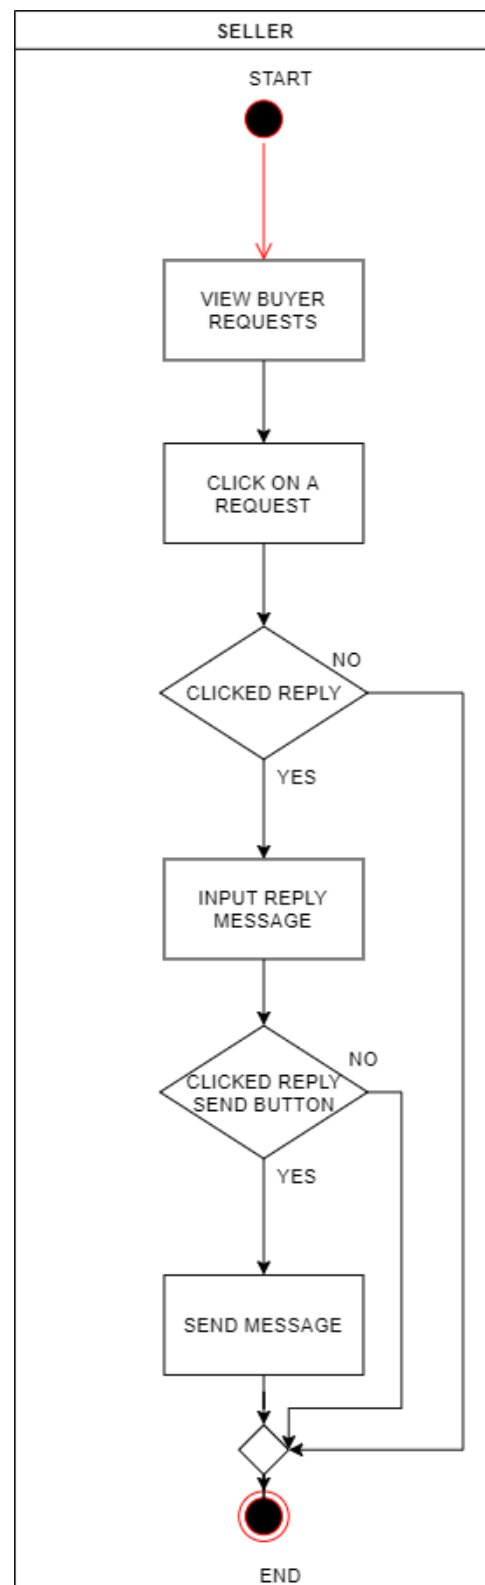 SELLER
START
VIEW BUYER
REQUESTS
CLICK ON A
REQUEST
NO
CLICKED REPLY
YES
INPUT REPLY
MESSAGE
NO
CLICKED REPLY
SEND BUTTON
YES
SEND MESSAGE
END